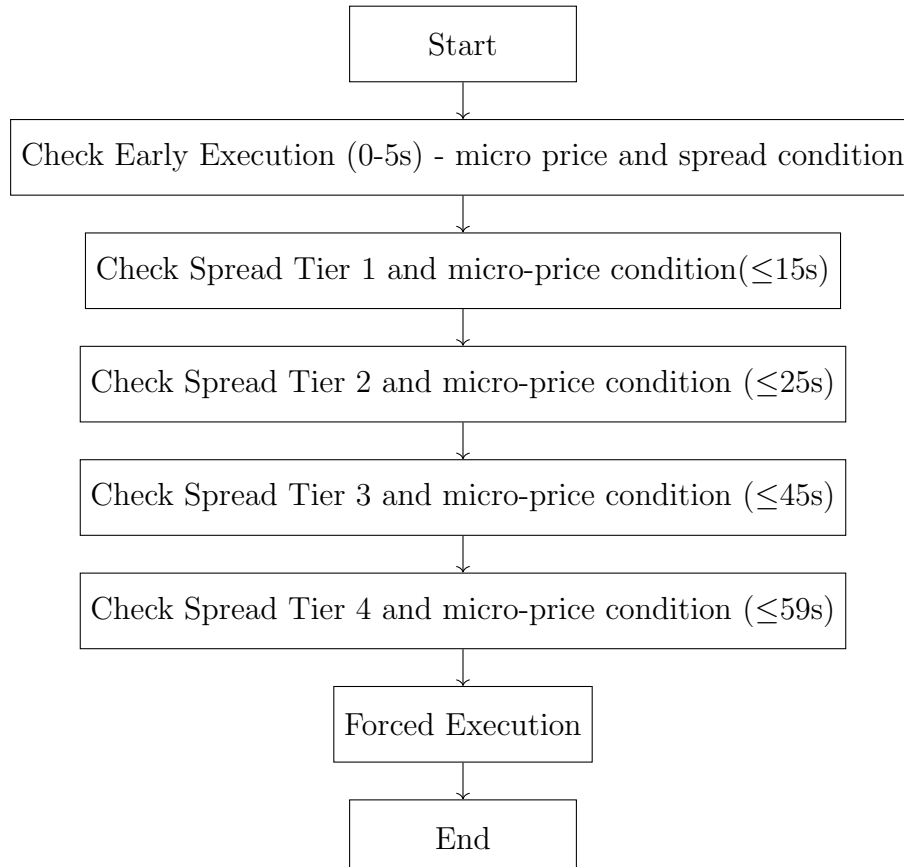 Start
Check Early Execution (0-5s) - micro price and spread condition
Check Spread Tier 1 and micro-price condition(≤15s)
Check Spread Tier 2 and micro-price condition (≤25s)
Check Spread Tier 3 and micro-price condition (≤45s)
Check Spread Tier 4 and micro-price condition (≤59s)
Forced Execution
End